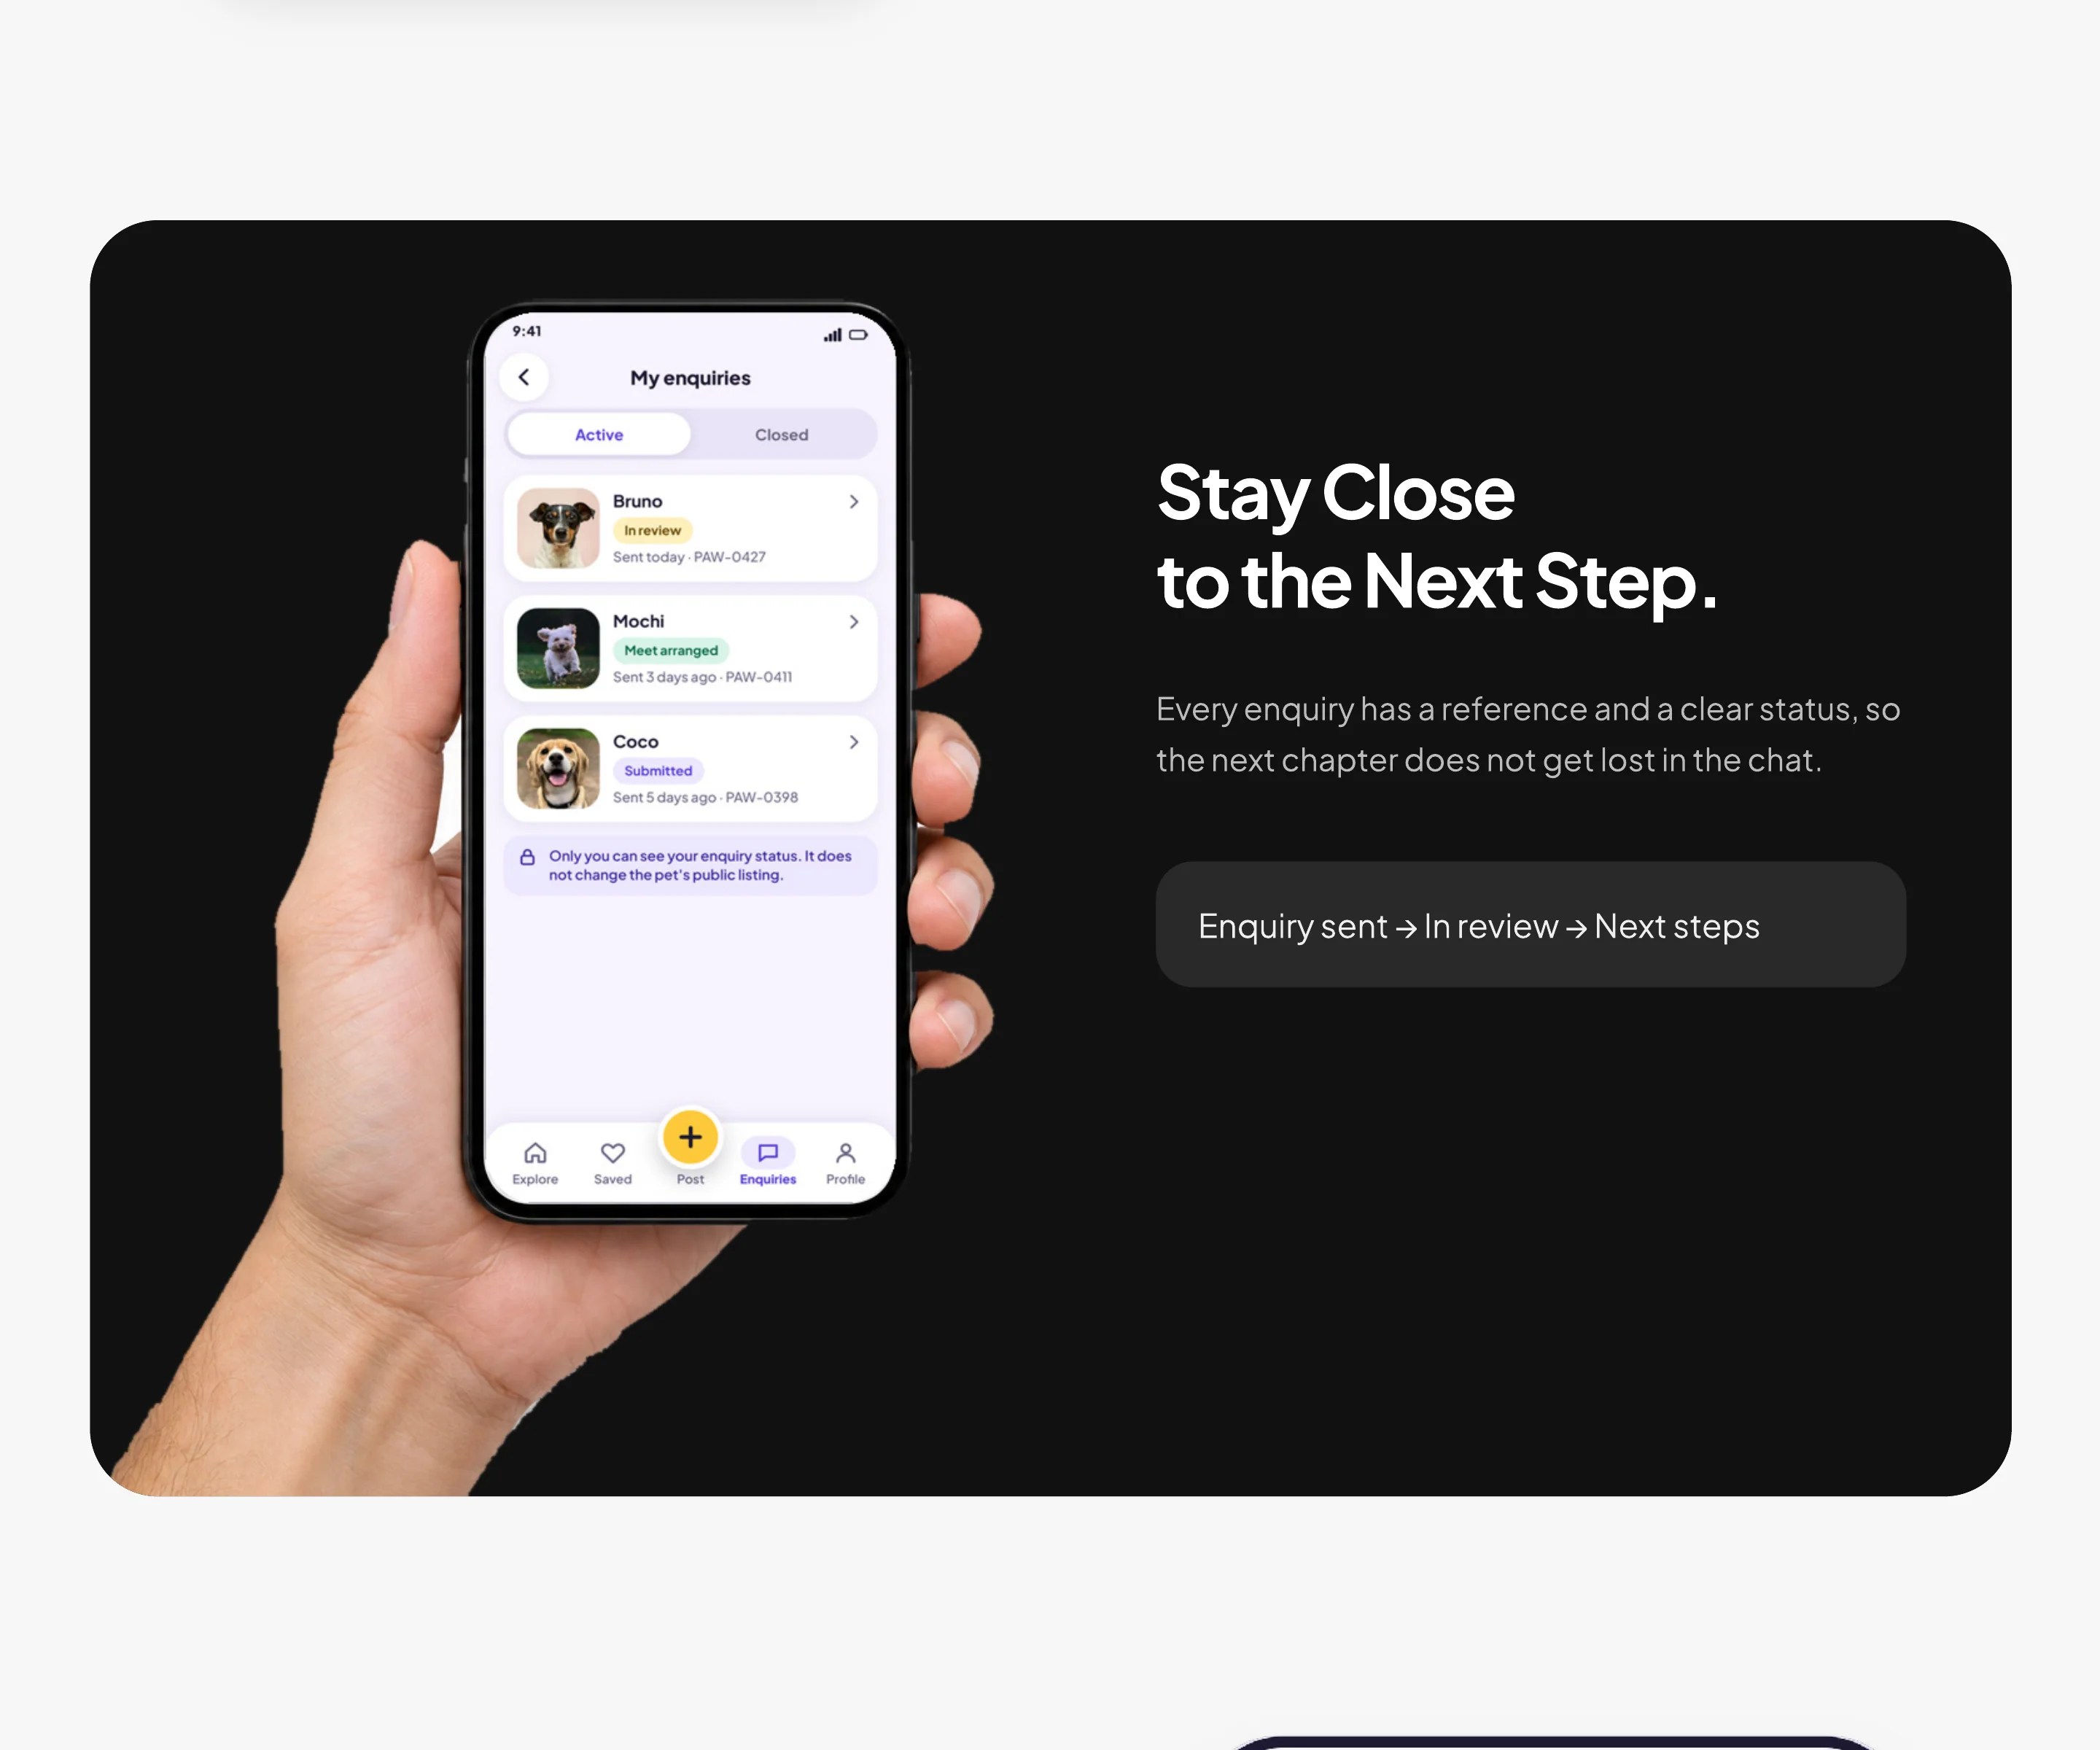 9:41
My enquiries
Active
Closed
Bruno
In review
Sent today · PAW-0427
Mochi
Meet arranged
Sent 3 days ago · PAW-0411
Coco
Submitted
Sent 5 days ago · PAW-0398
Only you can see your enquiry status. It does
not change the pet's public listing.
Explore
Saved
Post
Enquiries
Profile
Stay Close
to the Next Step.
Every enquiry has a reference and a clear status, so
the next chapter does not get lost in the chat.
Enquiry sent → In review → Next steps